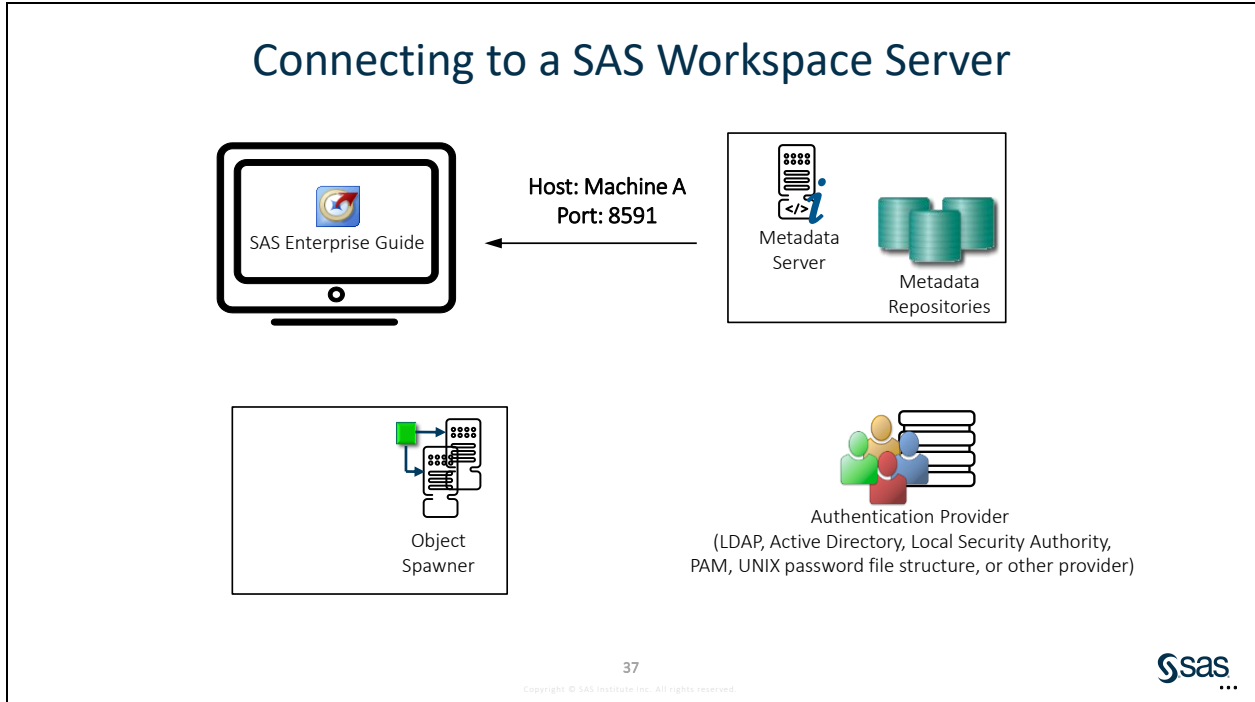 Connecting to a SAS Workspace Server
SAS Enterprise Guide
Host: Machine A
Port: 8591
</>
i
Metadata
Server
Metadata
Repositories
Object
Spawner
Authentication Provider
(LDAP, Active Directory, Local Security Authority,
PAM, UNIX password file structure, or other provider)
37
Copyright © SAS Institute Inc. All rights reserved.
sas
...